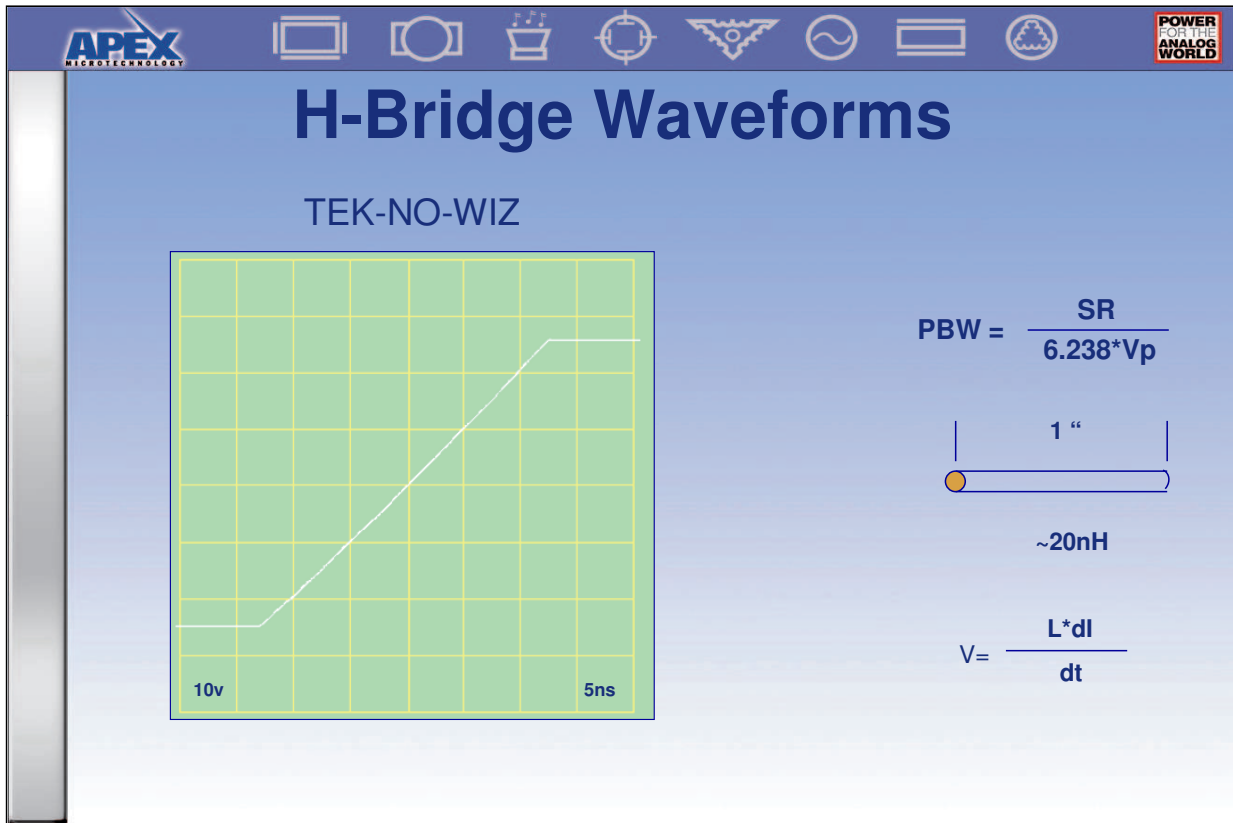 APEX
MICROTECHNOLOGY
POWER
FOR THE
ANALOG
WORLD
H-Bridge Waveforms
TEK-NO-WIZ
10v
5ns
PBW =
SR
6.238*Vp
1 “
~20nH
V=
L*dI
dt